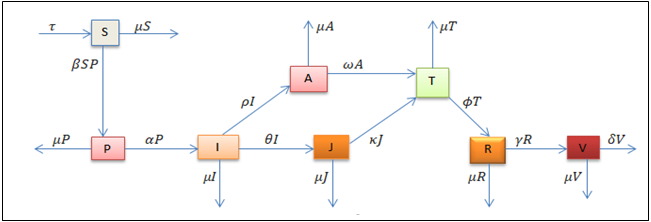 τ S μS μA μT
βSP A ωA T
ρI ϕT
μP P αP I θI J κJ R γR V δV
μI μJ μR μV